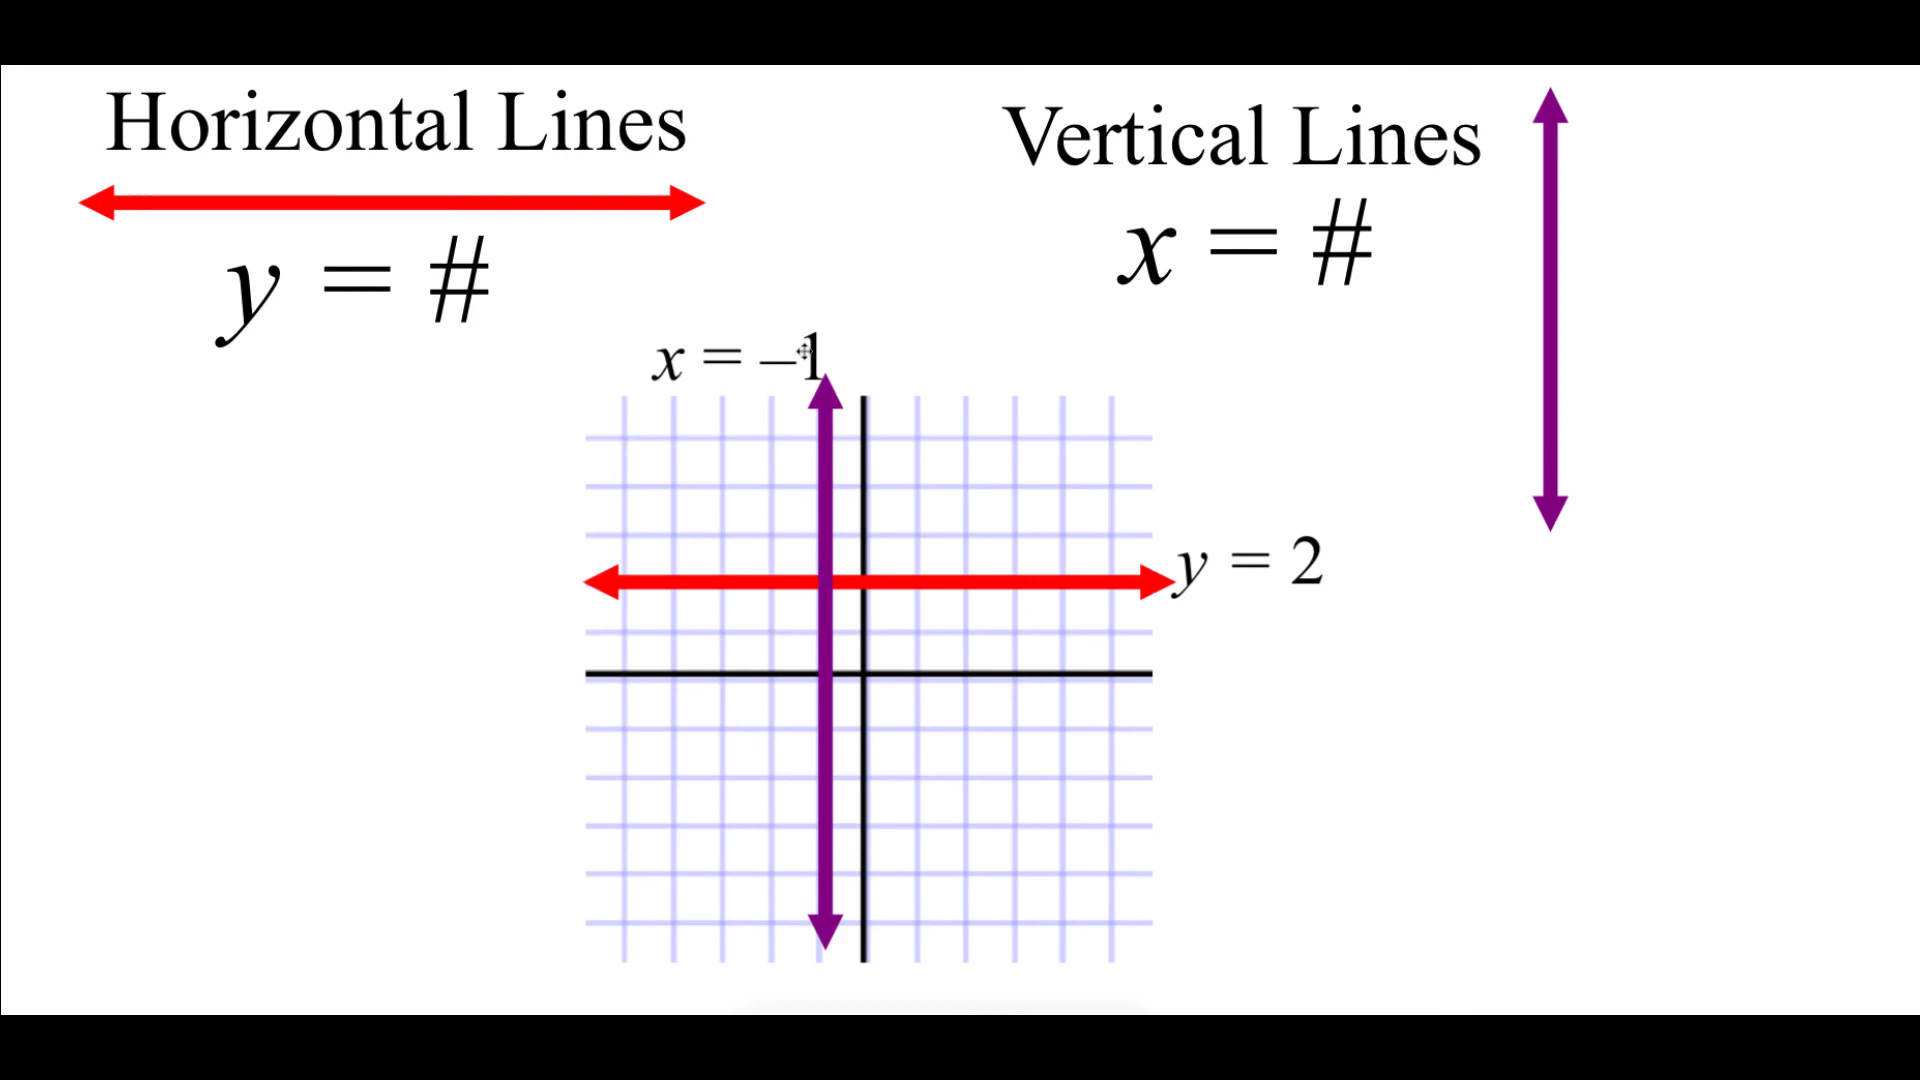 Horizontal Lines
y = #
Vertical Lines
x = #
x = –1
y = 2